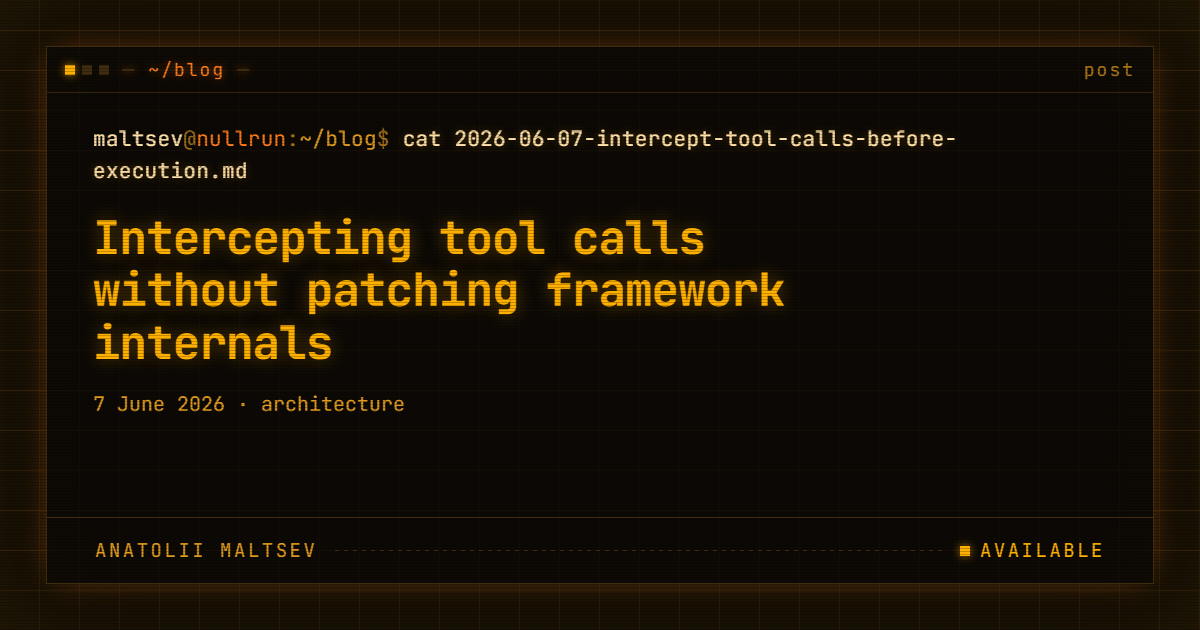 — ~/blog —
post
maltsev@nullrun:~/blog$ cat 2026-06-07-intercept-tool-calls-before-
execution.md
Intercepting tool calls
without patching framework
internals
7 June 2026 · architecture
ANATOLII MALTSEV
AVAILABLE